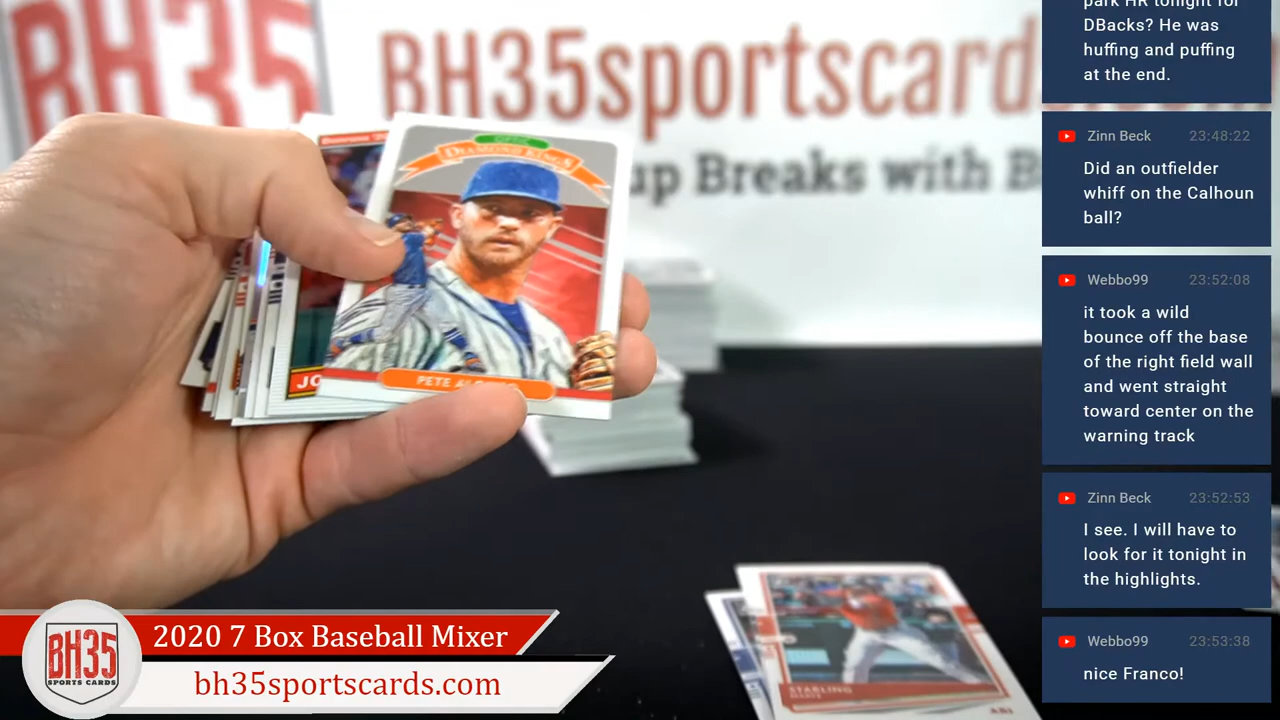 BH35
BH35sportscards
up Breaks with B
OPTIC
DIAMOND KINGS
PETE
JO
STARLING
MARTE
ARI
park HR tonight for
DBacks? He was
huffing and puffing
at the end.
Zinn Beck 23:48:22
Did an outfielder
whiff on the Calhoun
ball?
Webbo99 23:52:08
it took a wild
bounce off the base
of the right field wall
and went straight
toward center on the
warning track
Zinn Beck 23:52:53
I see. I will have to
look for it tonight in
the highlights.
Webbo99 23:53:38
nice Franco!
BH35
SPORTS CARDS
2020 7 Box Baseball Mixer
bh35sportscards.com